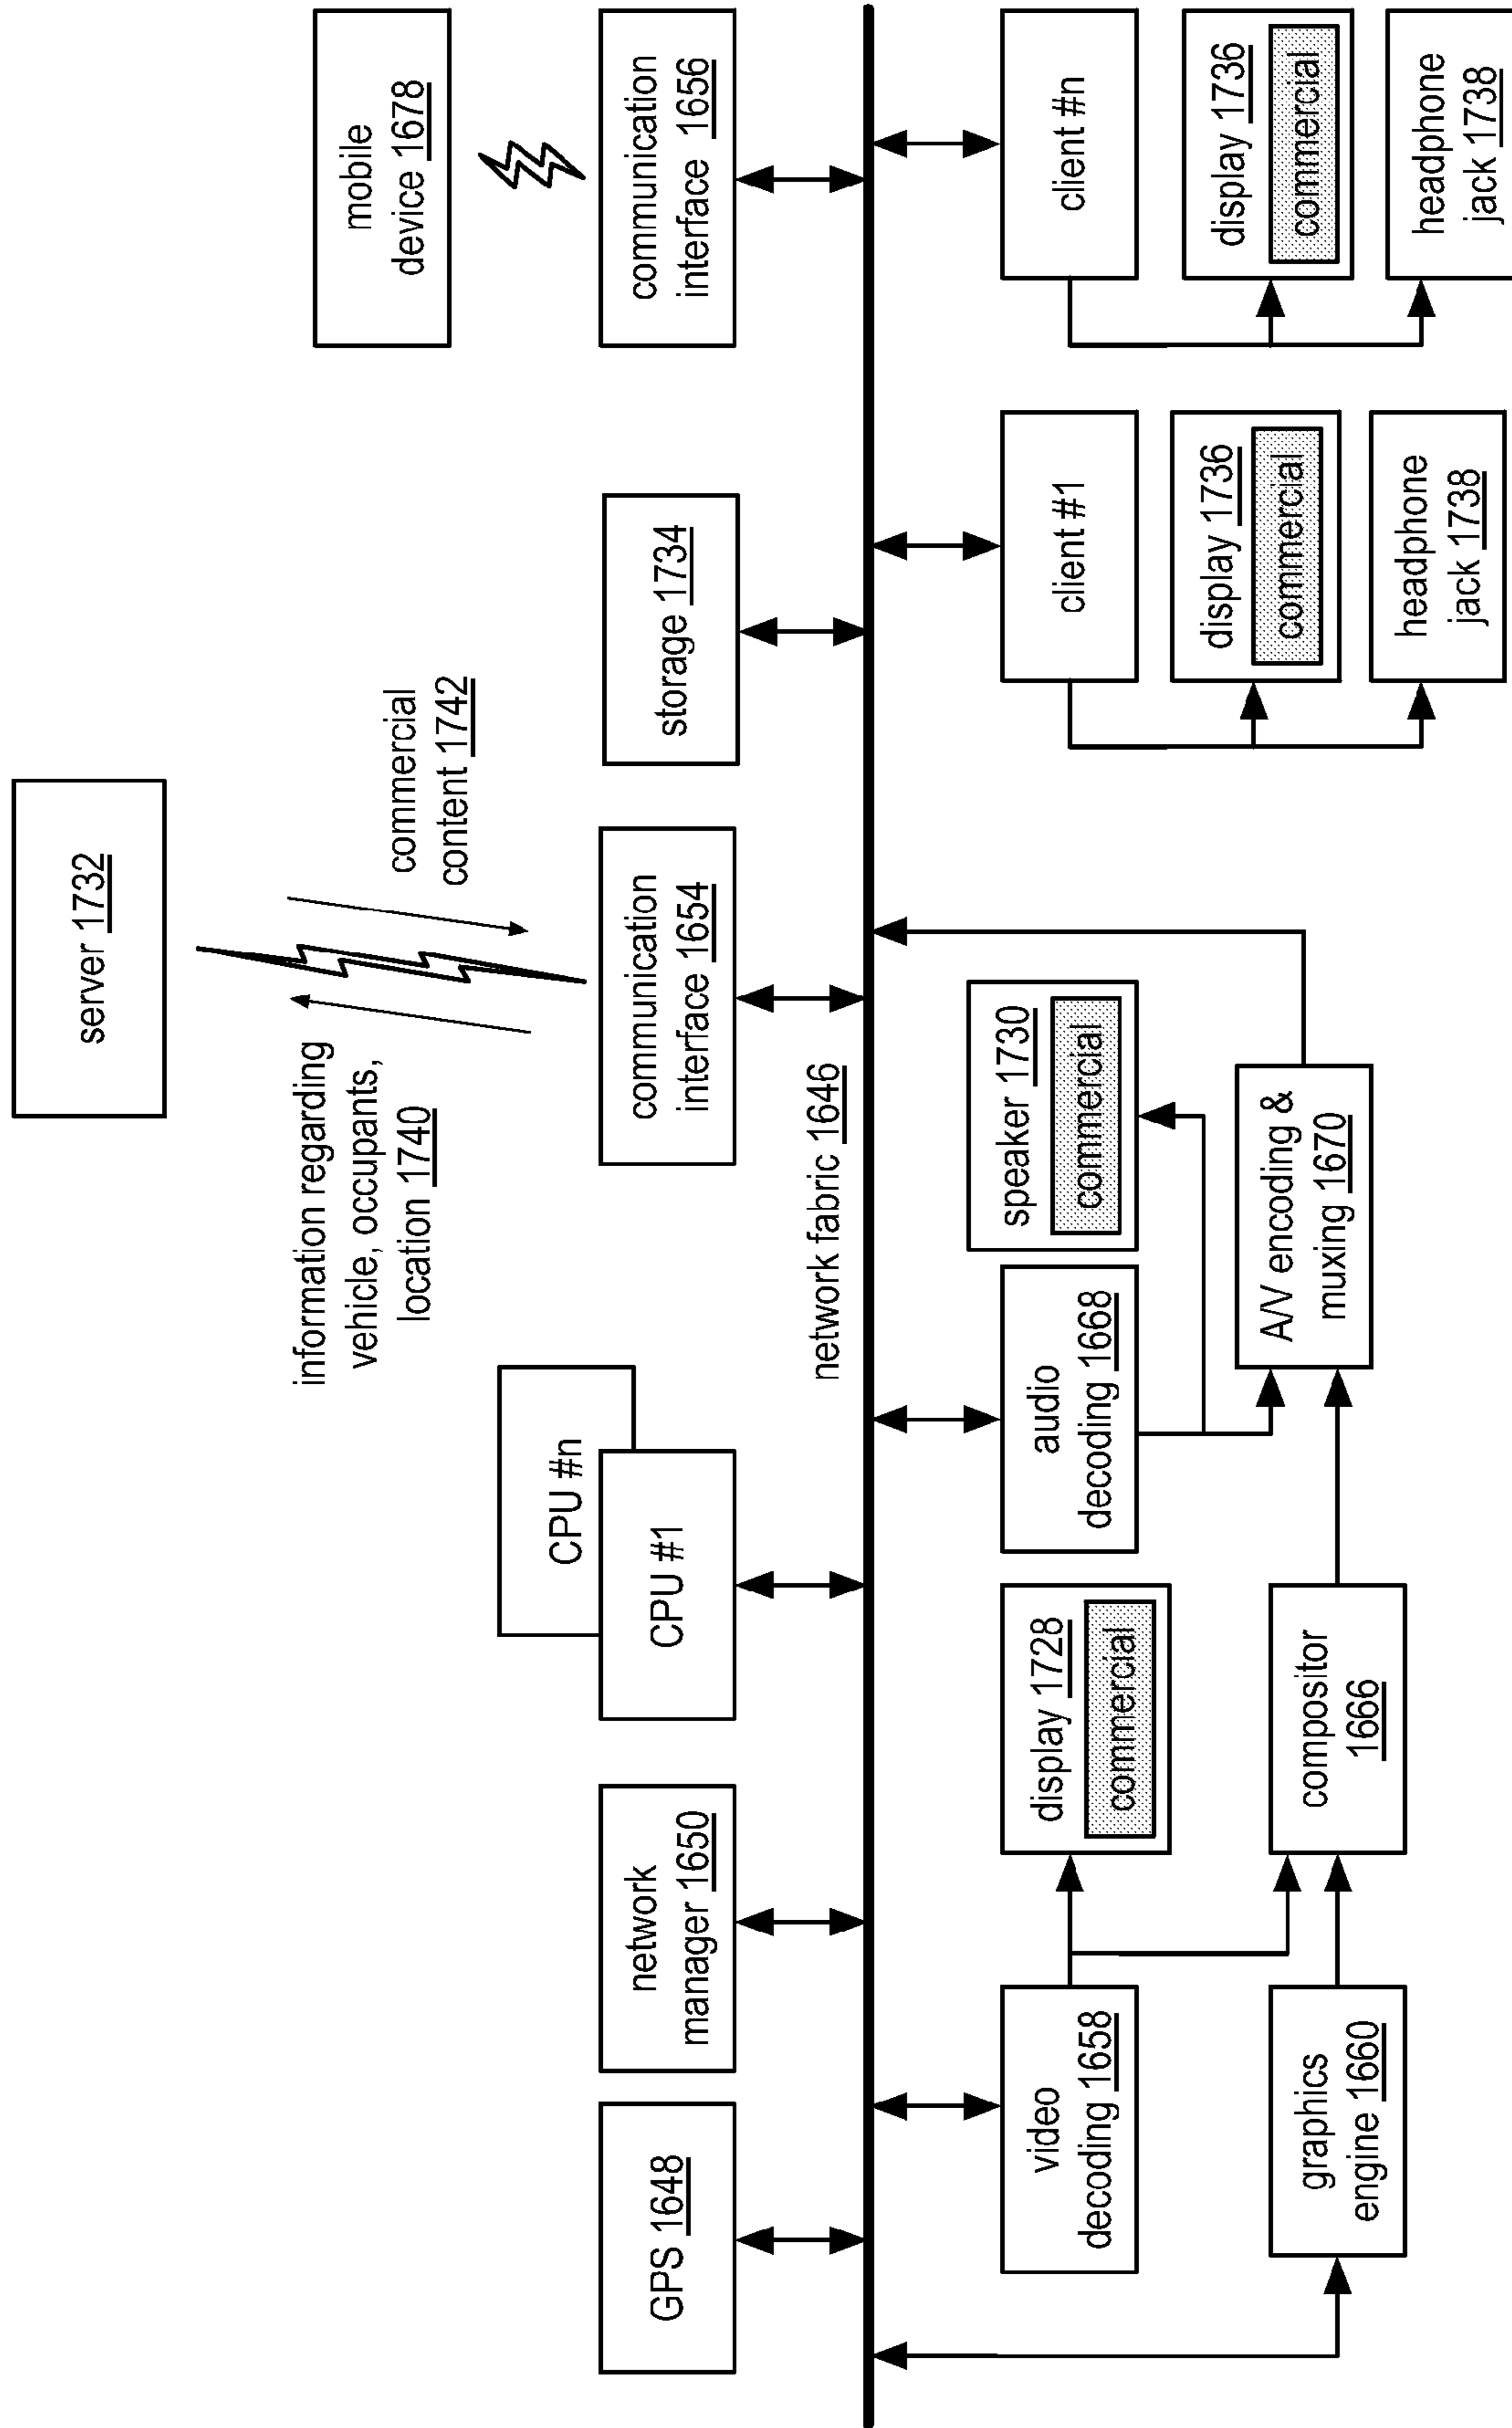 server 1732
information regarding
vehicle, occupants,
location 1740
commercial
content 1742
mobile
device 1678
GPS 1648
network
manager 1650
CPU #n
CPU #1
communication
interface 1654
storage 1734
communication
interface 1656
network fabric 1646
video
decoding 1658
display 1728
commercial
audio
decoding 1668
speaker 1730
commercial
client #1
display 1736
commercial
headphone
jack 1738
client #n
display 1736
commercial
headphone
jack 1738
graphics
engine 1660
compositor
1666
A/V encoding &
muxing 1670